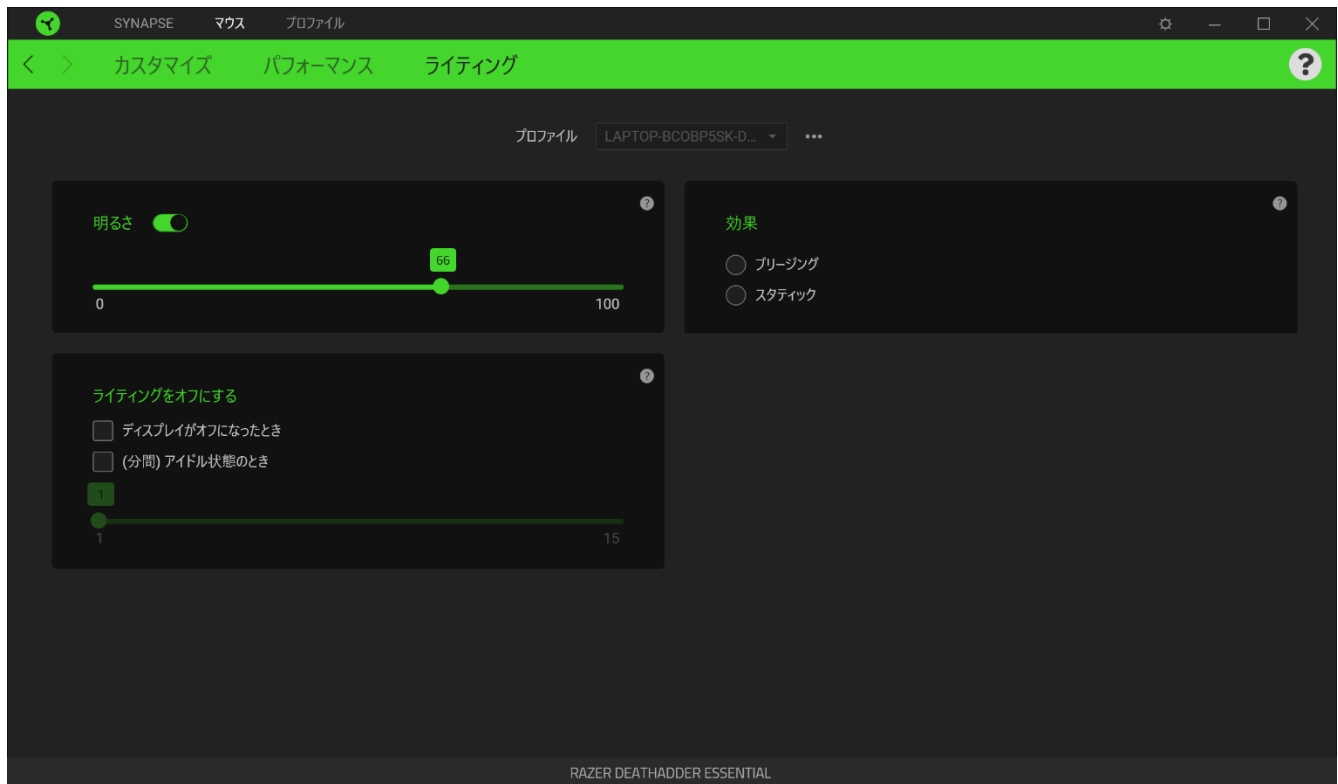 SYNAPSE マウス プロファイル
カスタマイズ パフォーマンス ライティング ?
プロファイル LAPTOP-BCOBP5SK-D... •••
明るさ ?
66
0 100
効果 ?
ブリージング
スタティック
ライティングをオフにする ?
ディスプレイがオフになったとき
(分間) アイドル状態のとき
1
1 15
RAZER DEATHADDER ESSENTIAL